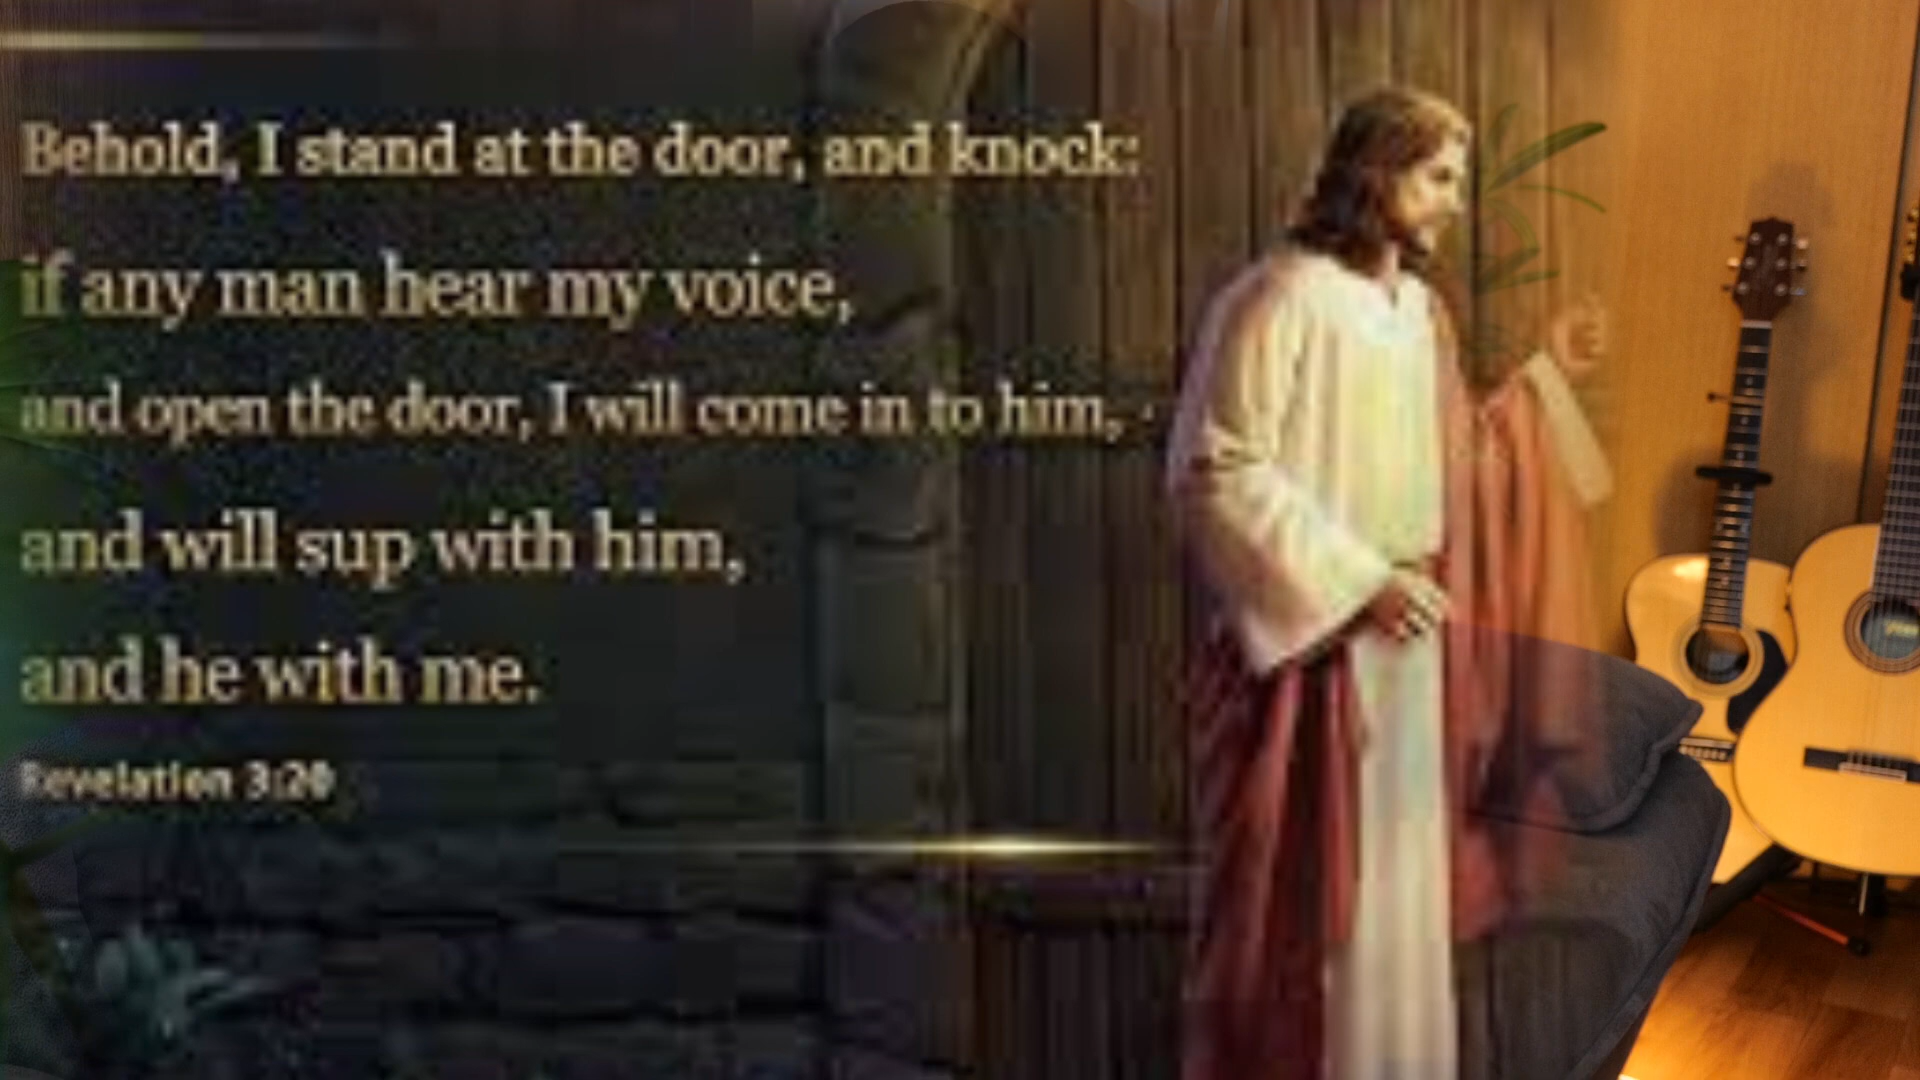 Behold, I stand at the door, and knock:
if any man hear my voice,
and open the door, I will come in to him,
and will sup with him,
and he with me.
Revelation 3:20